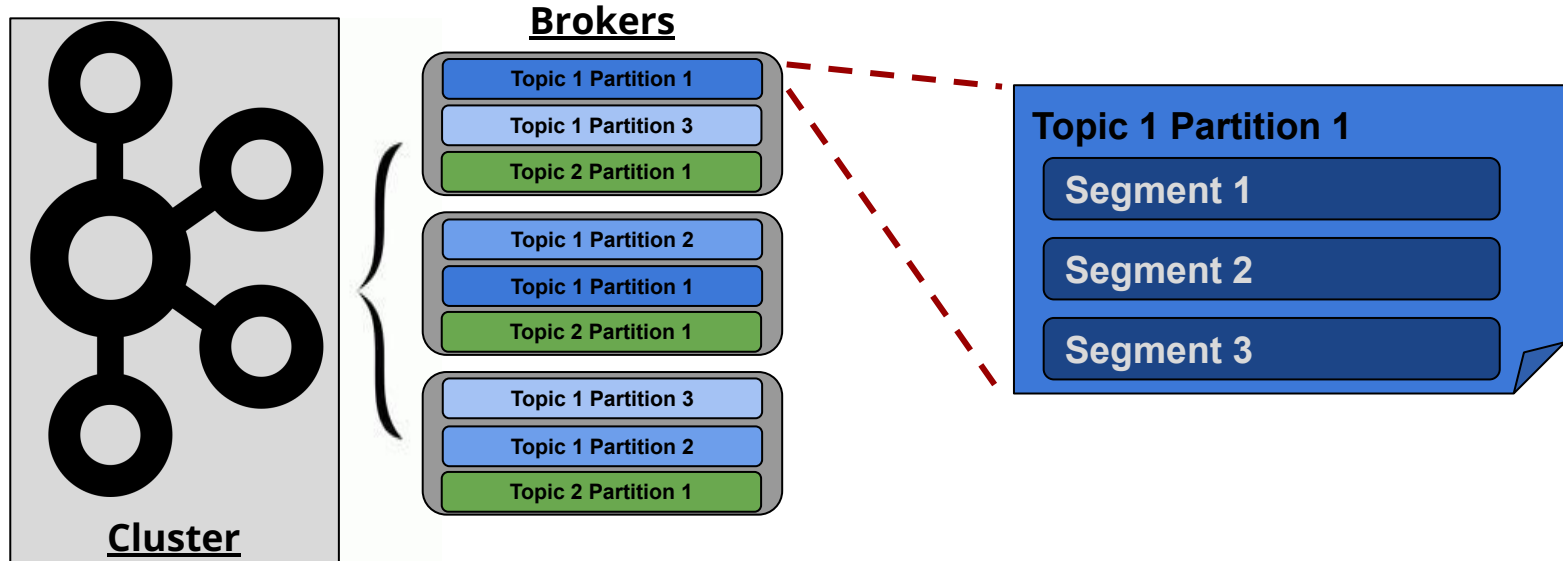 Brokers
Topic 1 Partition 1
Topic 1 Partition 3
Topic 2 Partition 1
Topic 1 Partition 2
Topic 1 Partition 1
Topic 2 Partition 1
Topic 1 Partition 3
Topic 1 Partition 2
Topic 2 Partition 1
Cluster
Topic 1 Partition 1
Segment 1
Segment 2
Segment 3